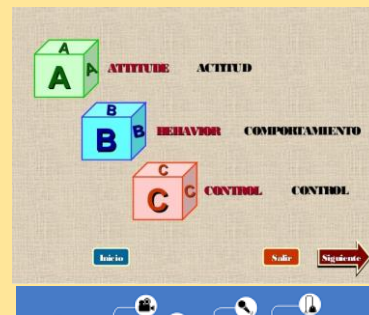 A A A ATTITUDE ACTITUD
B B B BEHAVIOR COMPORTAMIENTO
C C C CONTROL CONTROL
Inicio Salir Siguiente